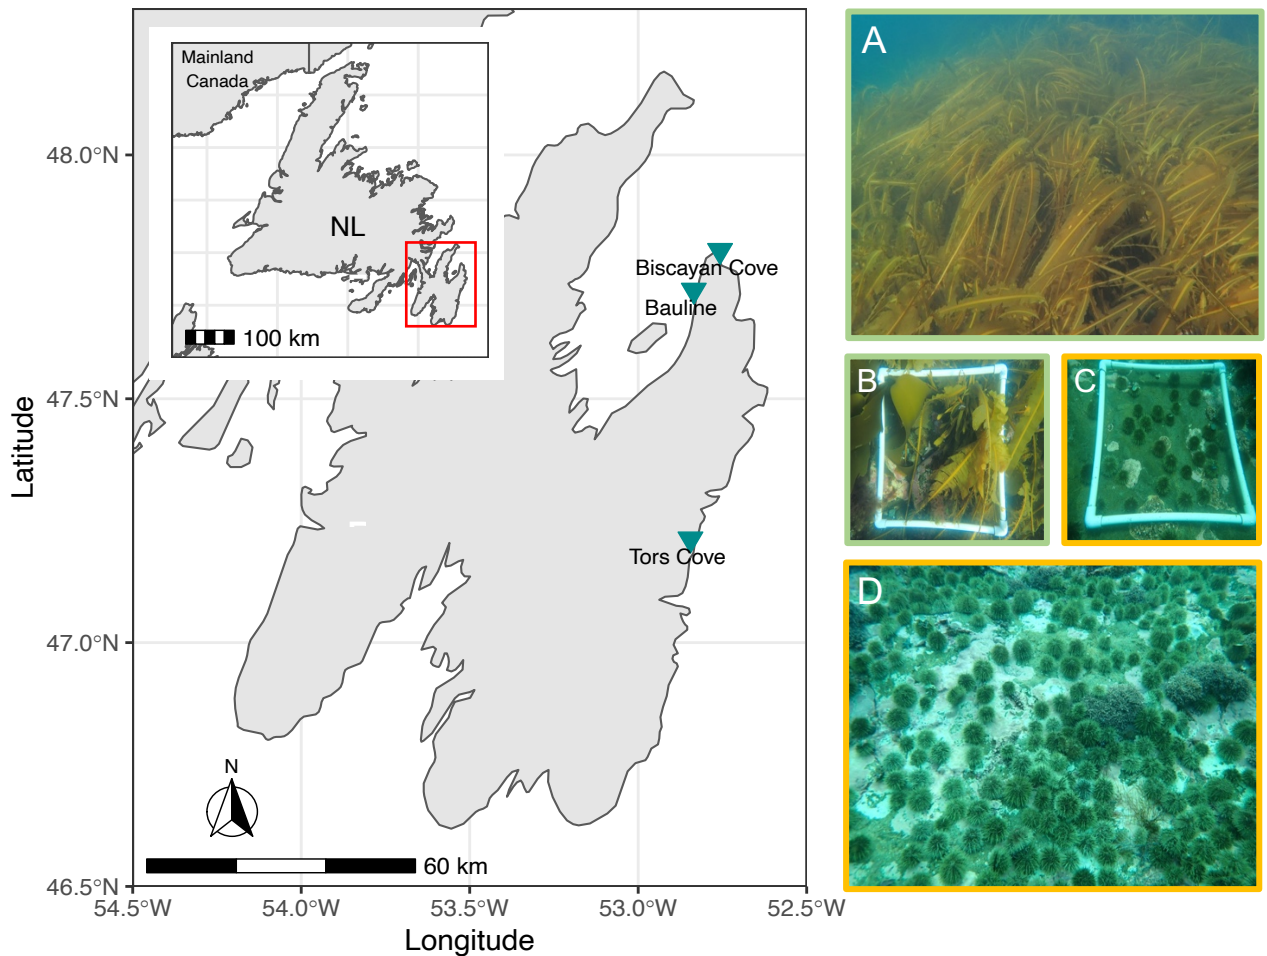 Mainland
Canada
NL
100 km
48.0°N
47.5°N
47.0°N
46.5°N
Latitude
Biscayan Cove
Bauline
Tors Cove
N
60 km
54.5°W
54.0°W
53.5°W
53.0°W
52.5°W
Longitude
A
B
C
D